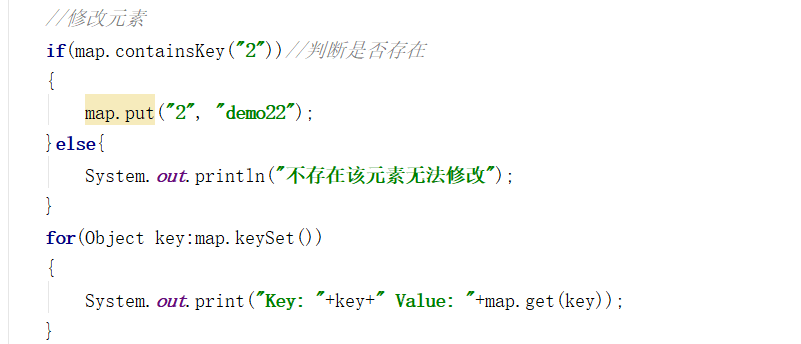 //修改元素
if(map.containsKey("2"))//判断是否存在
{
map.put("2", "demo22");
}else{
System.out.println("不存在该元素无法修改");
}
for(Object key:map.keySet())
{
System.out.print("Key: "+key+" Value: "+map.get(key));
}